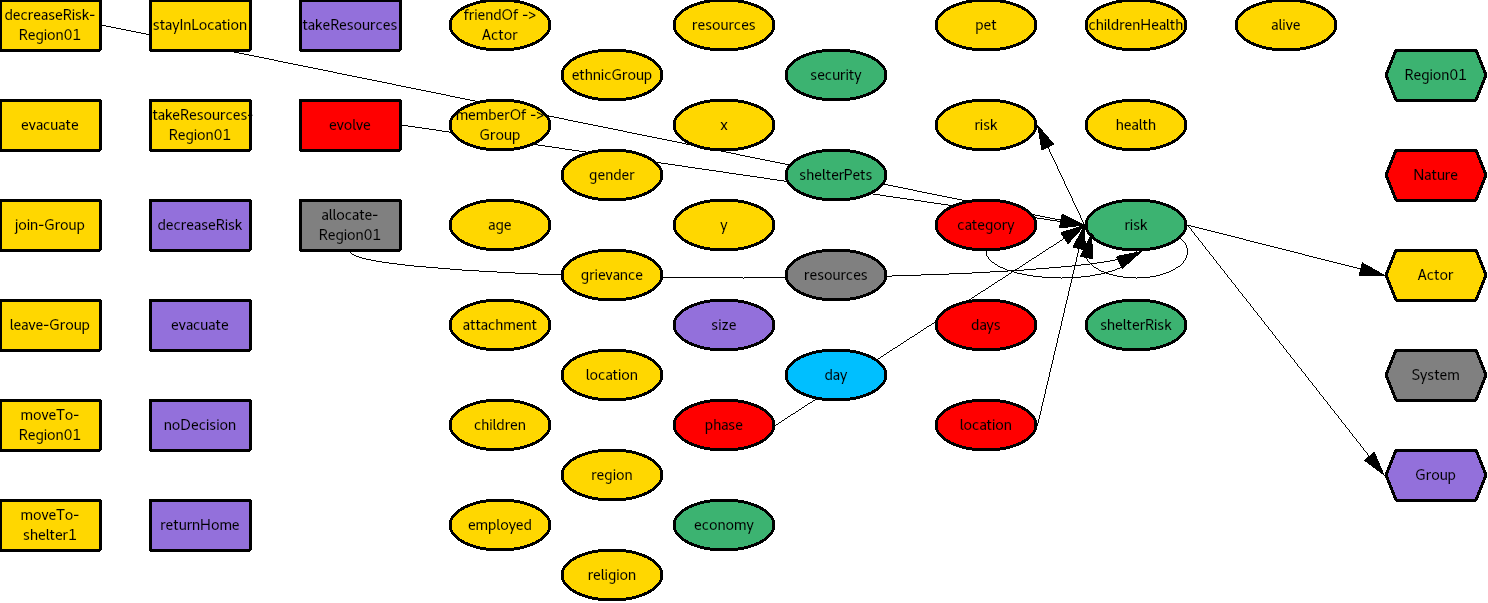 decreaseRisk-
Region01
stayInLocation
takeResources
friendOf ->
Actor
resources
pet
childrenHealth
alive
ethnicGroup
security
Region01
evacuate
takeResources-
Region01
evolve
memberOf ->
Group
x
risk
health
gender
shelterPets
Nature
join-Group
decreaseRisk
allocate-
Region01
age
y
category
risk
grievance
resources
Actor
leave-Group
evacuate
attachment
size
days
shelterRisk
location
day
System
moveTo-
Region01
noDecision
children
phase
location
region
Group
moveTo-
shelter1
returnHome
employed
economy
religion